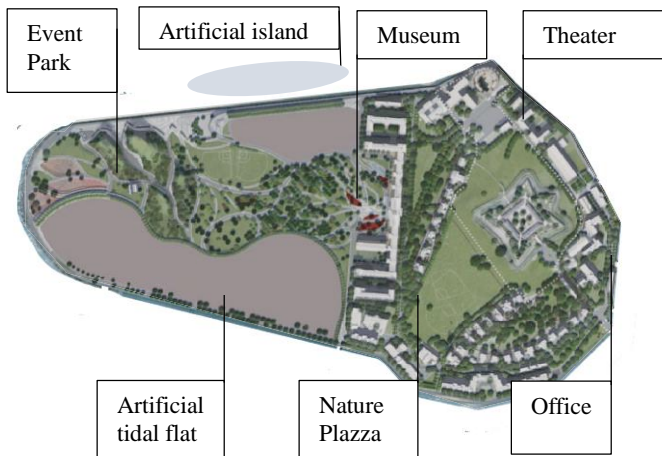 Event
Park
Artificial island
Museum
Theater
Artificial
tidal flat
Nature
Plazza
Office